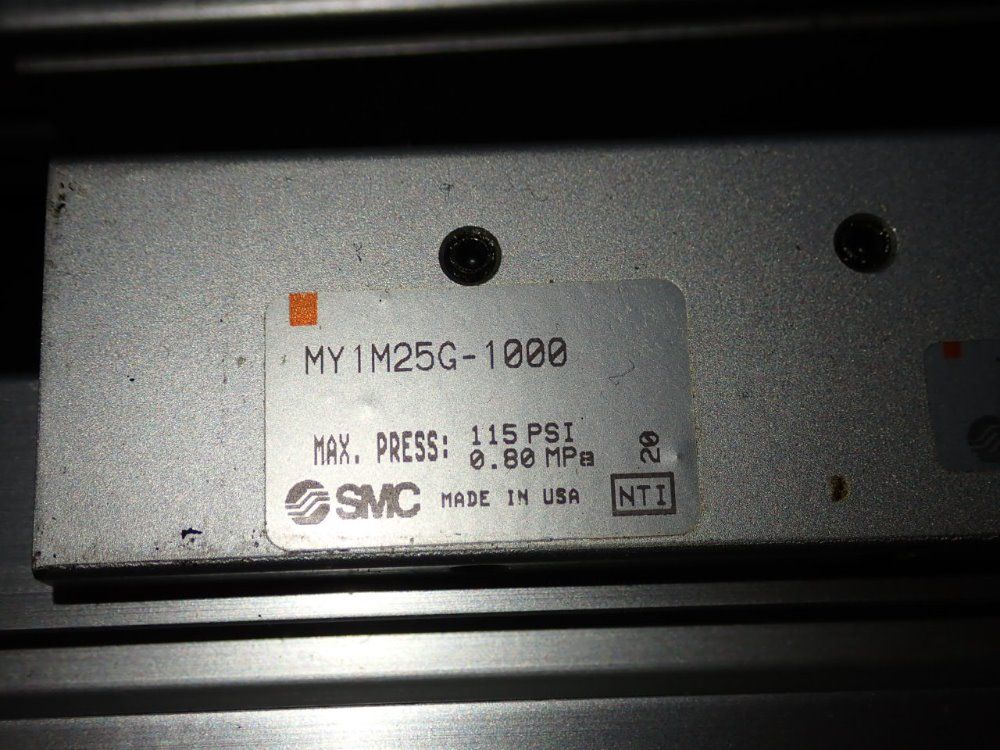 MY1M25G-1000
MAX. PRESS: 115 PSI
0.80 MPa
20
SMC MADE IN USA NTI